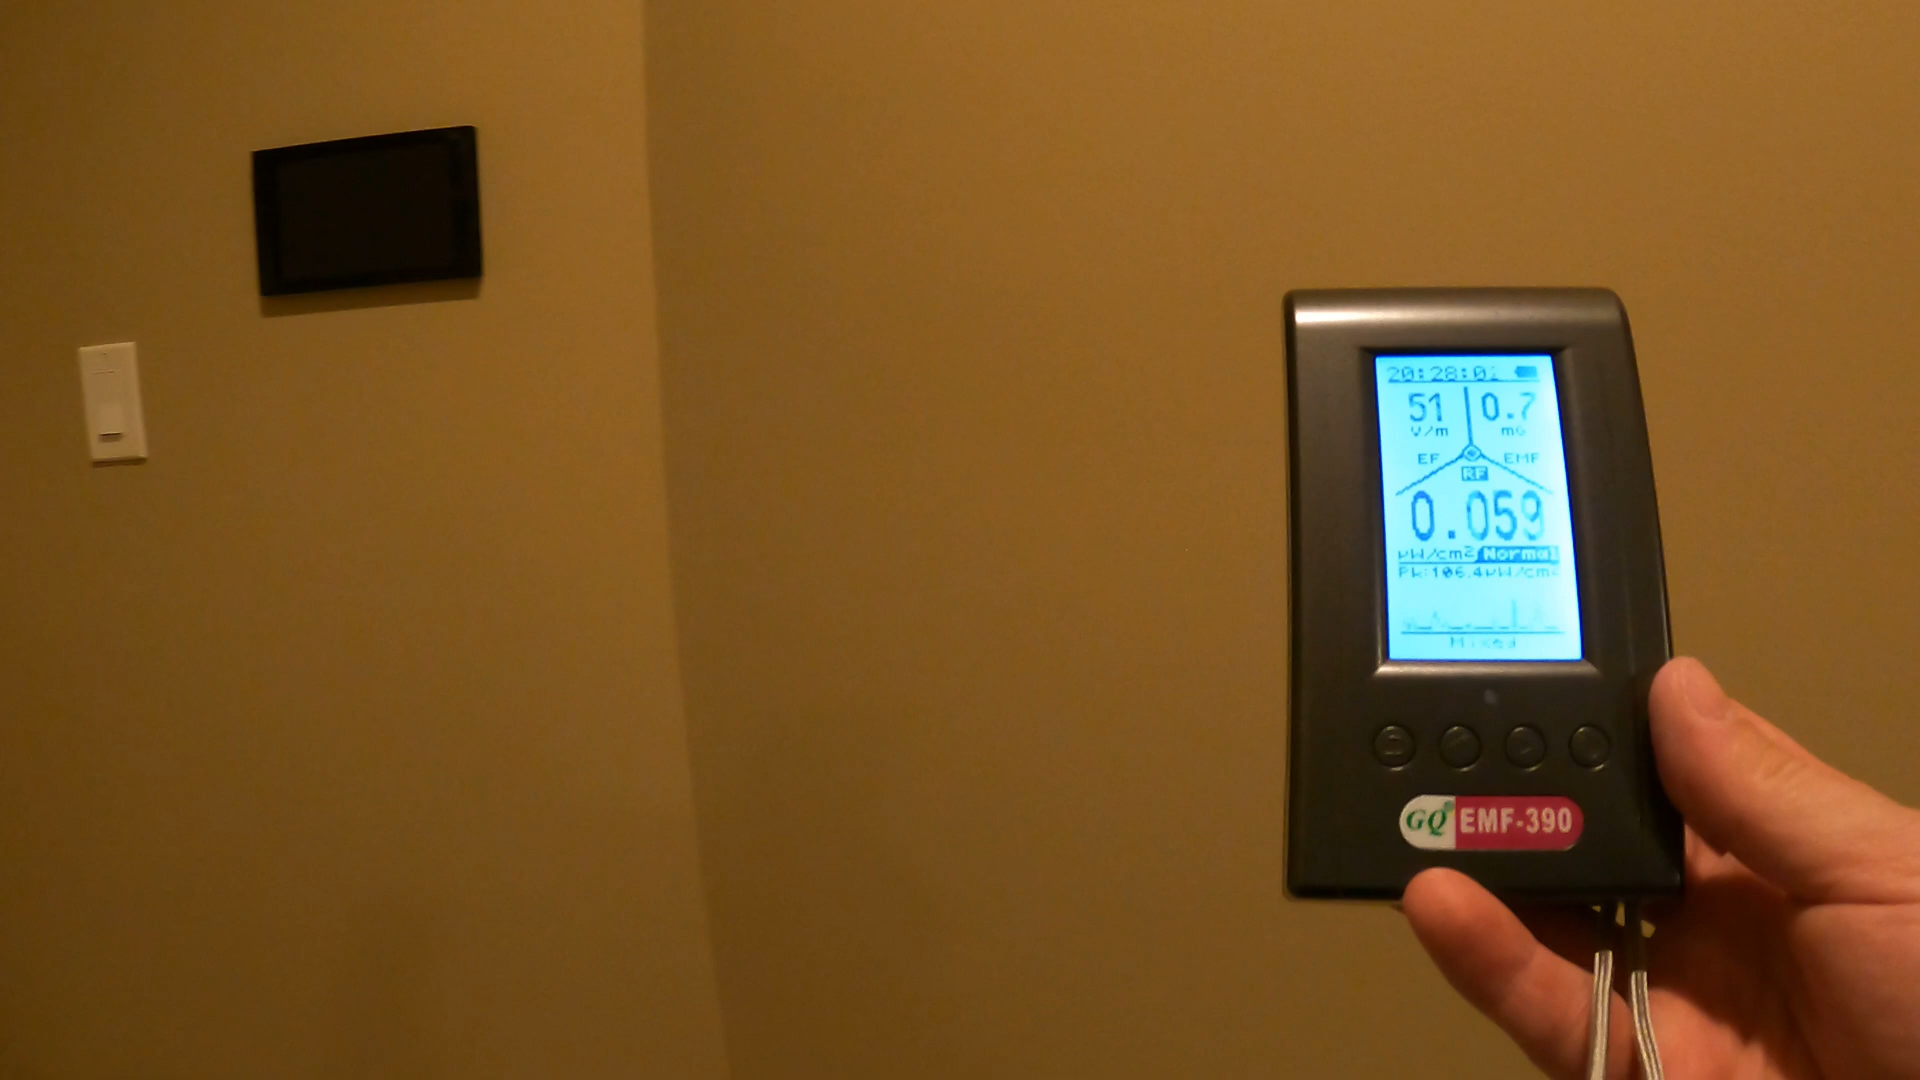 20:28:0
51 0.7
V/m mG
EF EMF
RF
0.059
µW/cm2 Normal
Pk:106.4µW/cm2
Mixed
GQ EMF-390